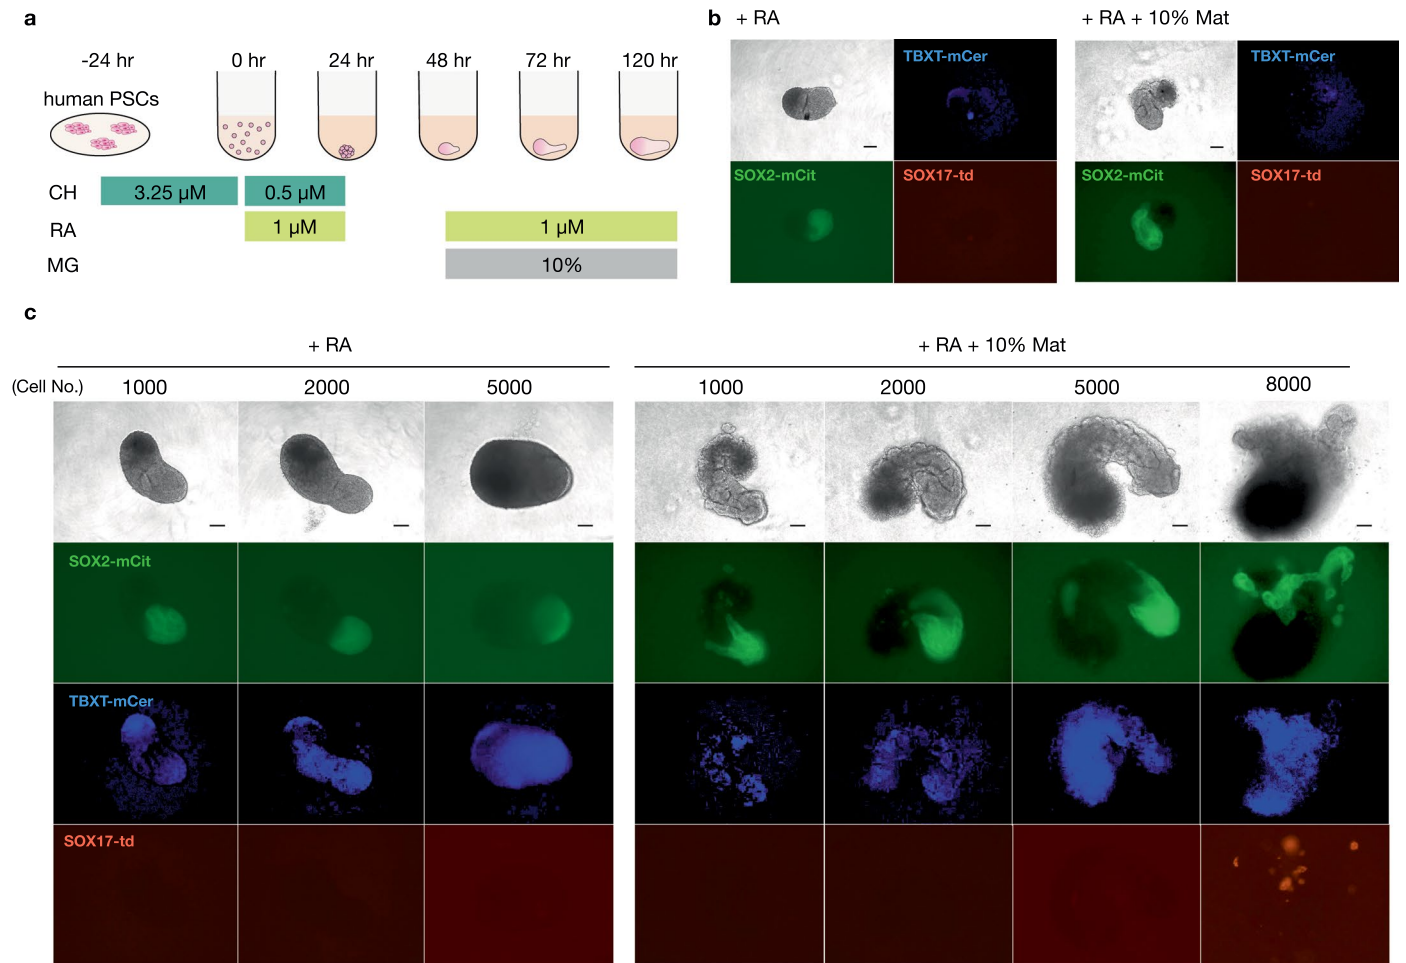 a
-24 hr 0 hr 24 hr 48 hr 72 hr 120 hr
human PSCs
CH 3.25 µM 0.5 µM
RA 1 µM 1 µM
MG 10%
b + RA + RA + 10% Mat
TBXT-mCer TBXT-mCer
SOX2-mCit SOX17-td SOX2-mCit SOX17-td
c
+ RA + RA + 10% Mat
(Cell No.) 1000 2000 5000 1000 2000 5000 8000
SOX2-mCit
TBXT-mCer
SOX17-td